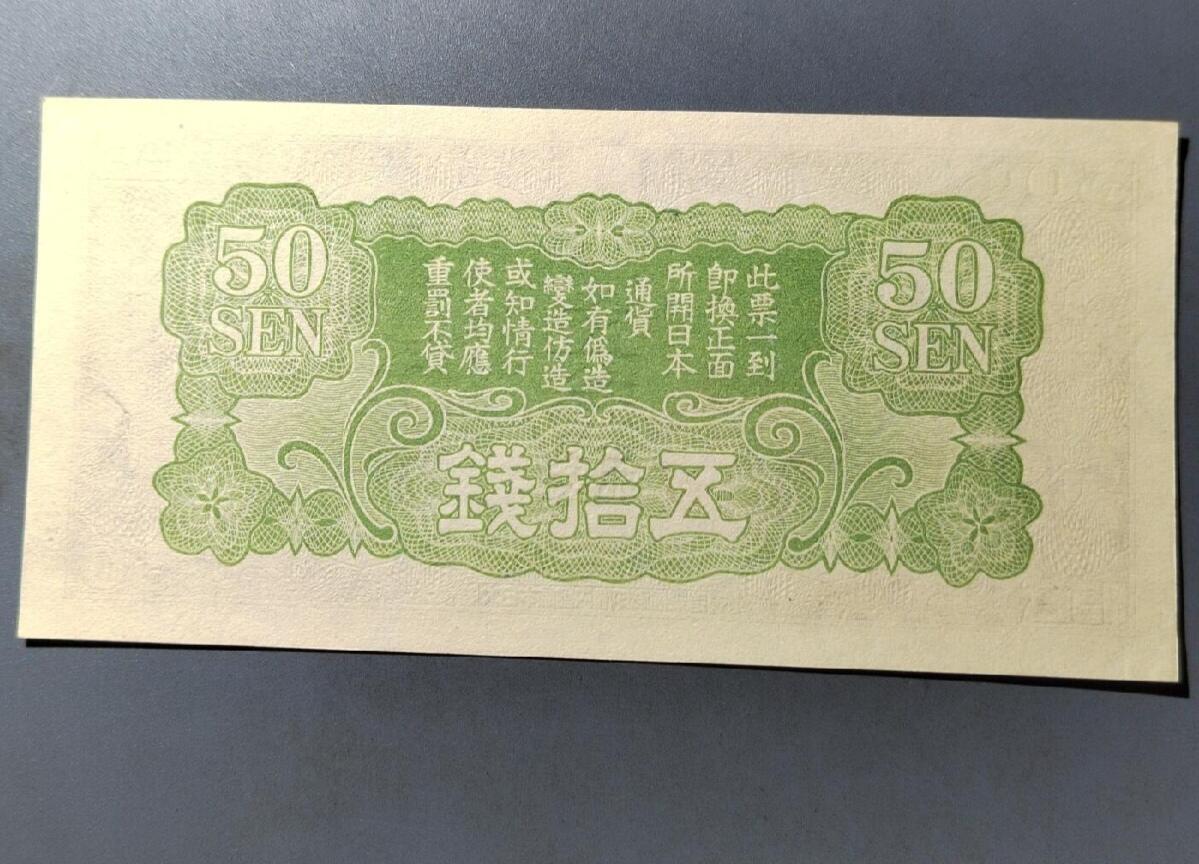 50
SEN
此票一到
即換正面
所開日本
通貨
如有僞造
變造仿造
或知情行
使者均應
重罰不貸
50
SEN
五拾錢